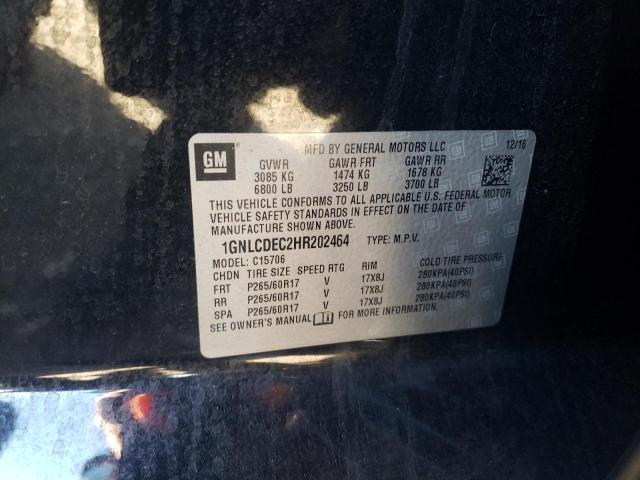 GM
MFD BY GENERAL MOTORS LLC 12/16
GVWR GAWR FRT GAWR RR
3085 KG 1474 KG 1678 KG
6800 LB 3250 LB 3700 LB
THIS VEHICLE CONFORMS TO ALL APPLICABLE U.S. FEDERAL MOTOR
VEHICLE SAFETY STANDARDS IN EFFECT ON THE DATE OF
MANUFACTURE SHOWN ABOVE.
1GNLCDEC2HR202464 TYPE: M.P.V.
MODEL: C15706
CHDN TIRE SIZE SPEED RTG RIM COLD TIRE PRESSURE
FRT P265/60R17 V 17X8J 280KPA(40PSI)
RR P265/60R17 V 17X8J 280KPA(40PSI)
SPA P265/60R17 V 17X8J 280KPA(40PSI)
SEE OWNER'S MANUAL FOR MORE INFORMATION.